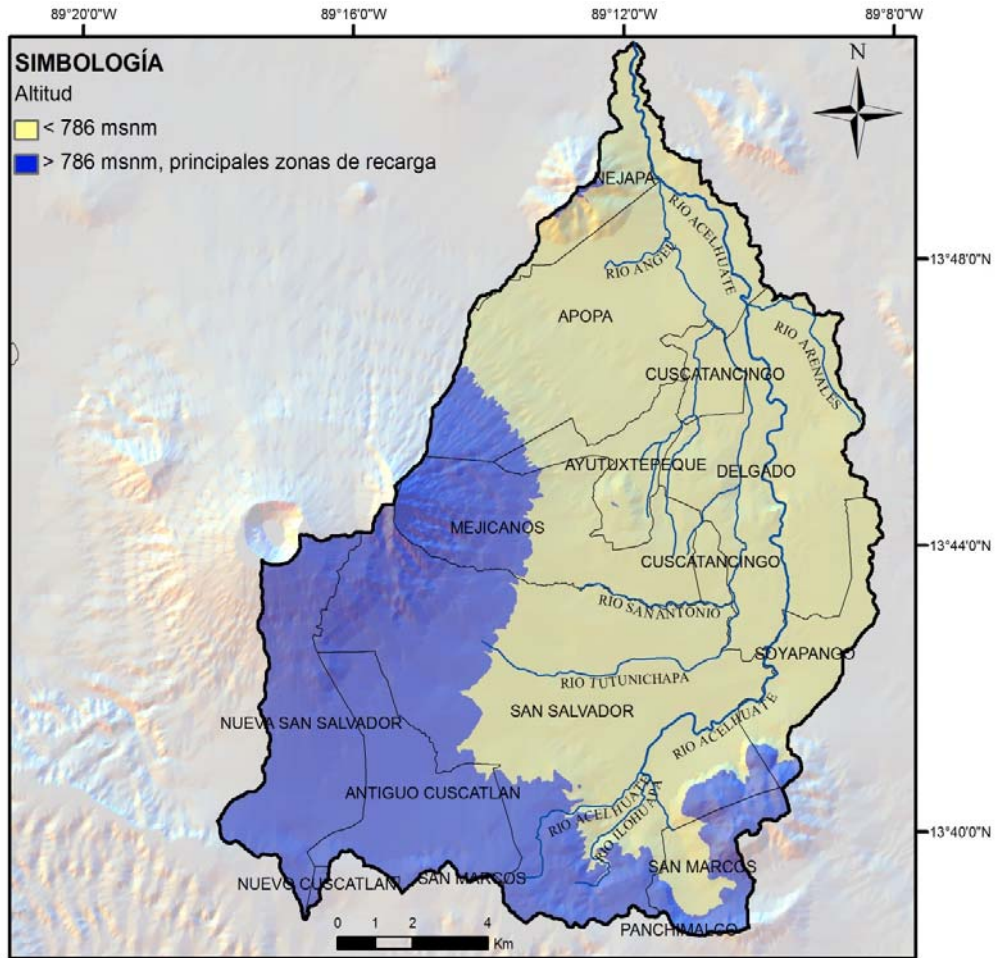 89°20'0"W
89°16'0"W
89°12'0"W
89°8'0"W
SIMBOLOGÍA
Altitud
< 786 msnm
> 786 msnm, principales zonas de recarga
N
NEJAPA
RIO ACELHUATE
RIO ANGEL
13°48'0"N
APOPA
RIO ARENALES
CUSCATANCINGO
AYUTUXTEPEQUE
DELGADO
MEJICANOS
13°44'0"N
CUSCATANCINGO
RIO SAN ANTONIO
SOYAPANGO
RIO TUTUNICHAPA
NUEVA SAN SALVADOR
SAN SALVADOR
RIO ACELHUATE
ANTIGUO CUSCATLAN
RIO ACELHUATE
RIO ILOHUAPA
13°40'0"N
SAN MARCOS
NUEVO CUSCATLAN
SAN MARCOS
PANCHIMALCO
0 1 2 4
Km